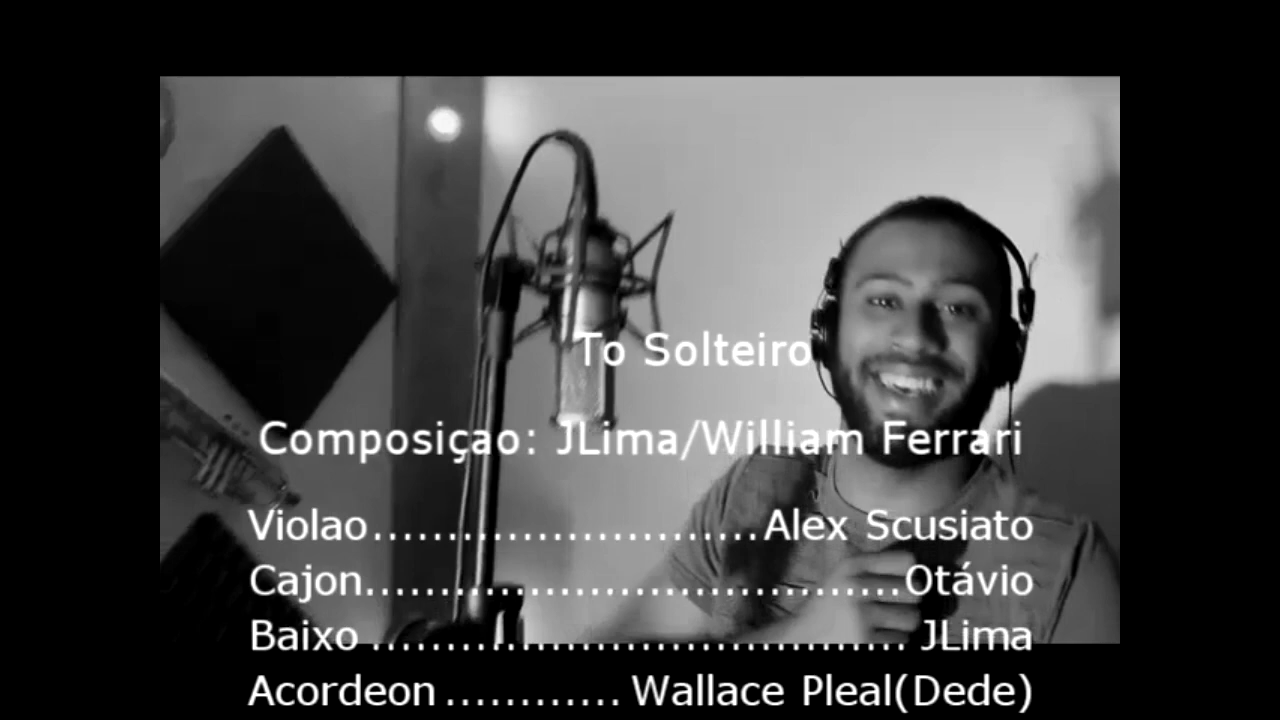 To Solteiro
Composiçao: JLima/William Ferrari
Violao..........................Alex Scusiato
Cajon....................................Otávio
Baixo .................................... JLima
Acordeon ............ Wallace Pleal(Dede)